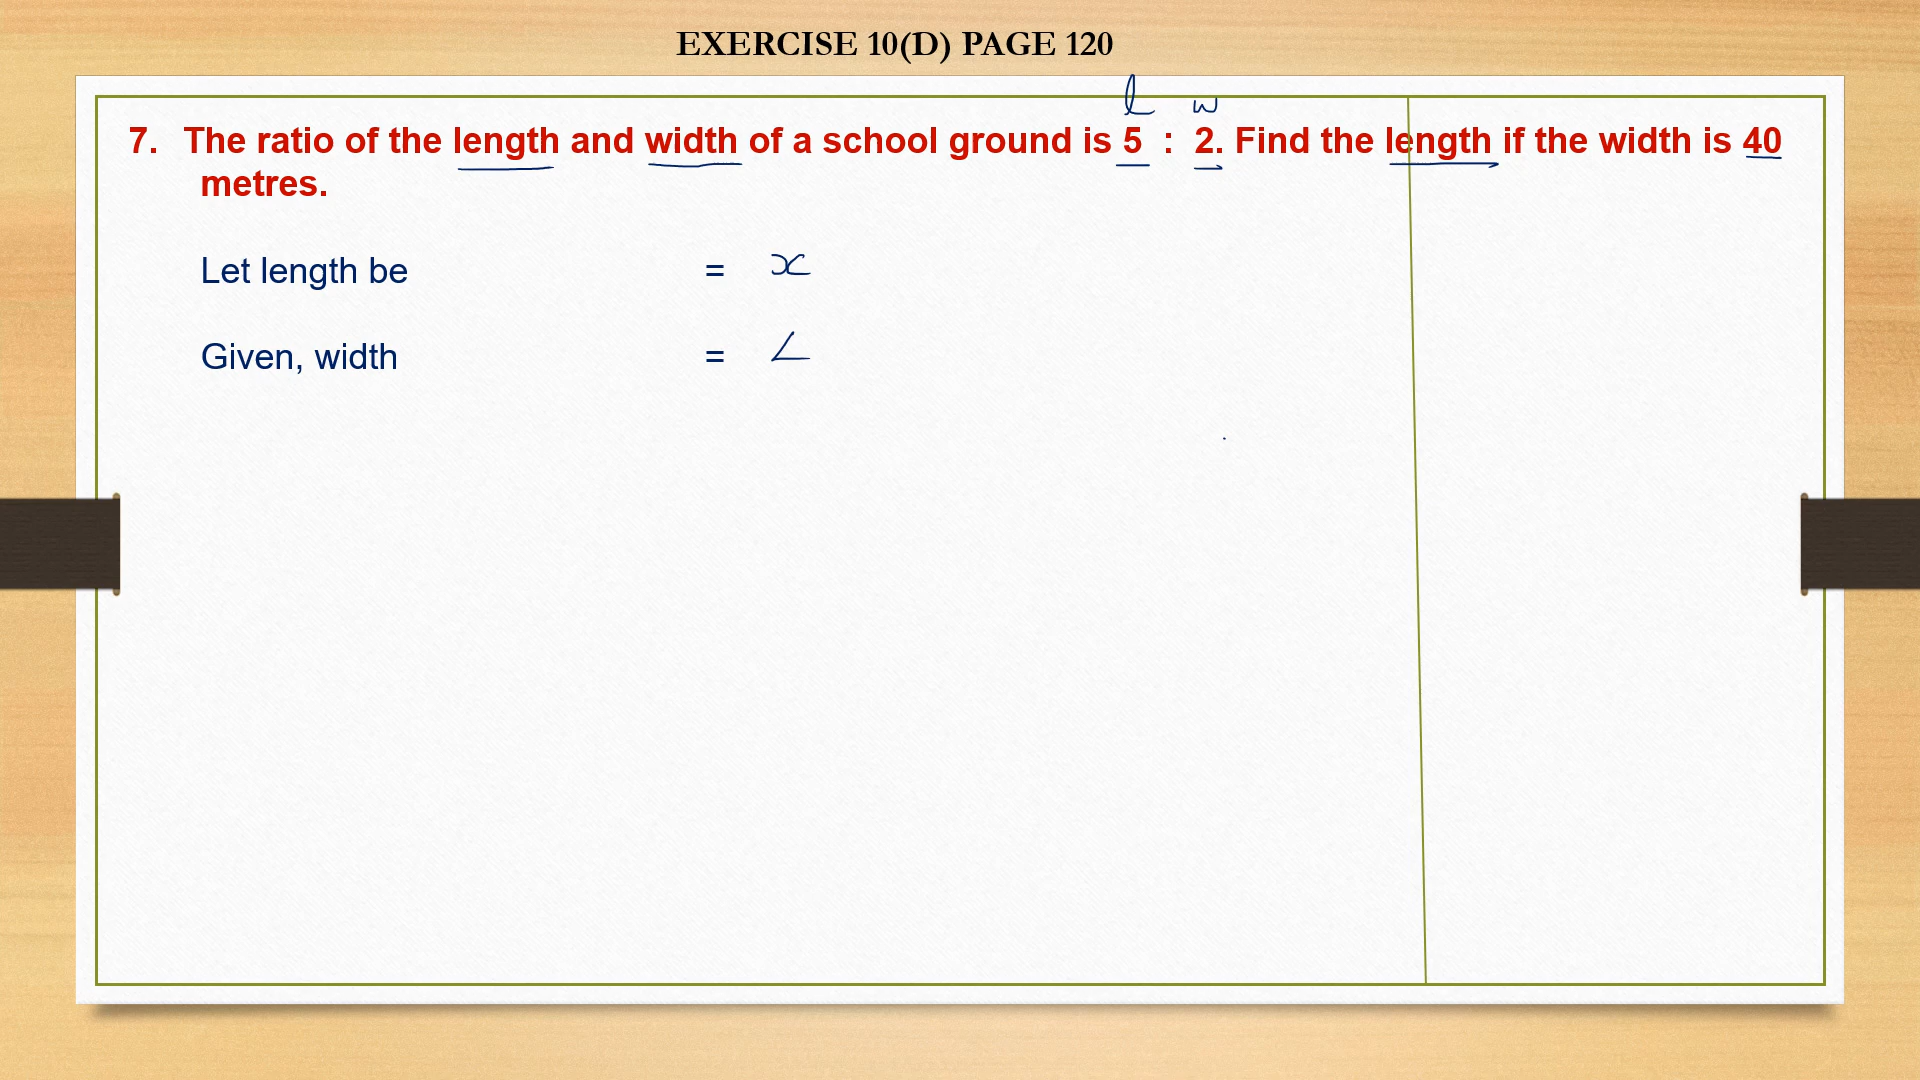 EXERCISE 10(D) PAGE 120
l w
7. The ratio of the length and width of a school ground is 5 : 2. Find the length if the width is 40
metres.
Let length be = x
Given, width =